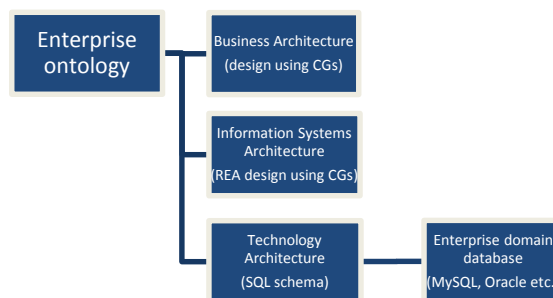 Enterprise
ontology
Business Architecture
(design using CGs)
Information Systems
Architecture
(REA design using CGs)
Technology
Architecture
(SQL schema)
Enterprise domain
database
(MySQL, Oracle etc.